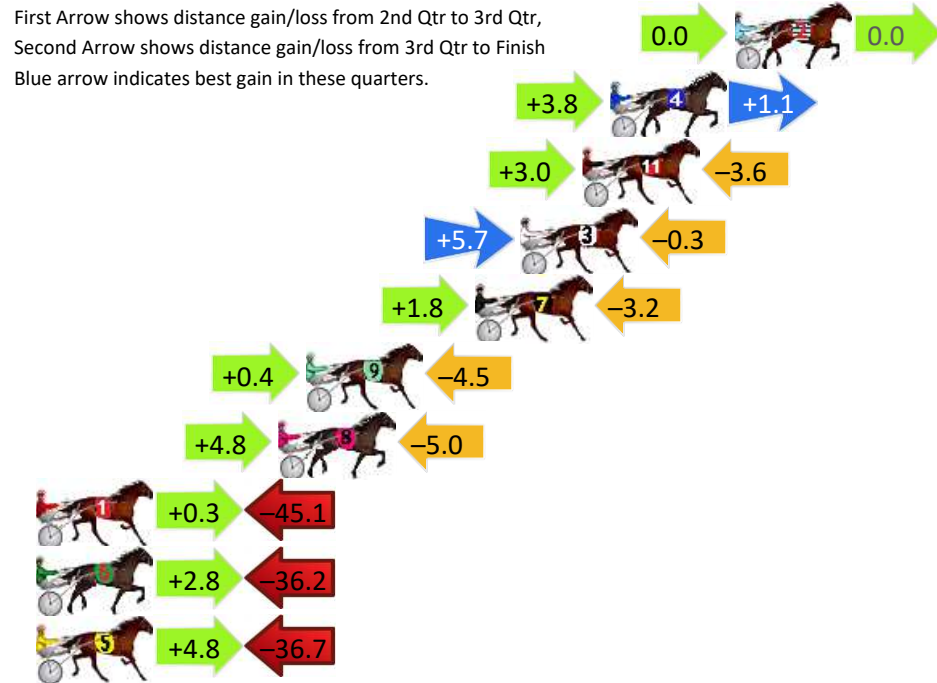 First Arrow shows distance gain/loss from 2nd Qtr to 3rd Qtr,
Second Arrow shows distance gain/loss from 3rd Qtr to Finish
Blue arrow indicates best gain in these quarters.
0.0 2 0.0
+3.8 4 +1.1
+3.0 11 –3.6
+5.7 3 –0.3
+1.8 7 –3.2
+0.4 9 –4.5
+4.8 8 –5.0
1 +0.3 –45.1
+2.8 –36.2
5 +4.8 –36.7